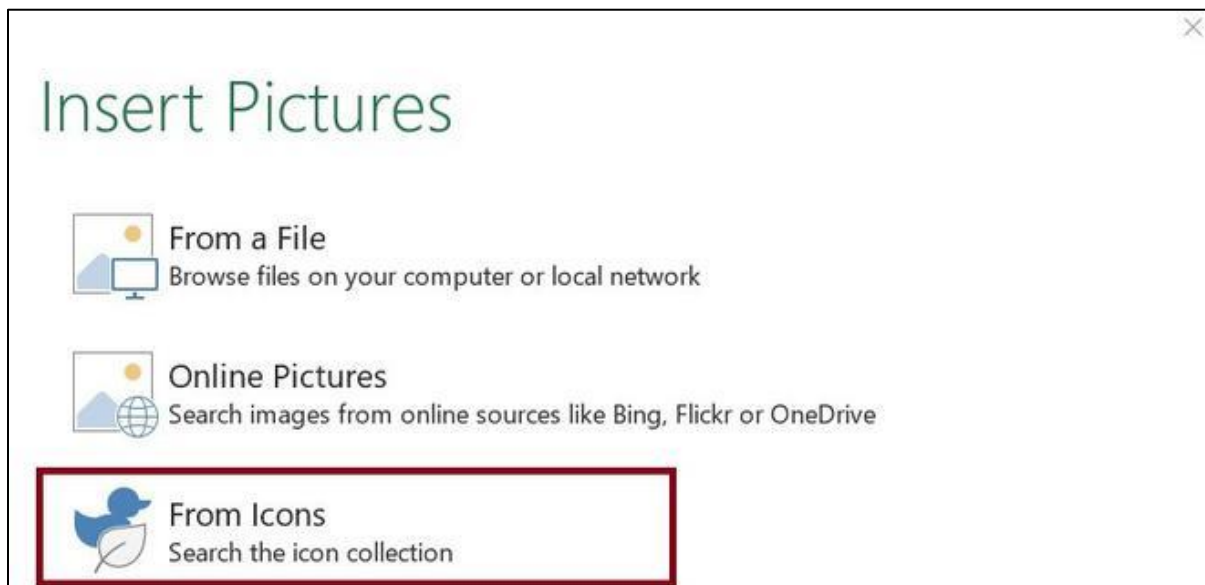 Insert Pictures
From a File
Browse files on your computer or local network
Online Pictures
Search images from online sources like Bing, Flickr or OneDrive
From Icons
Search the icon collection